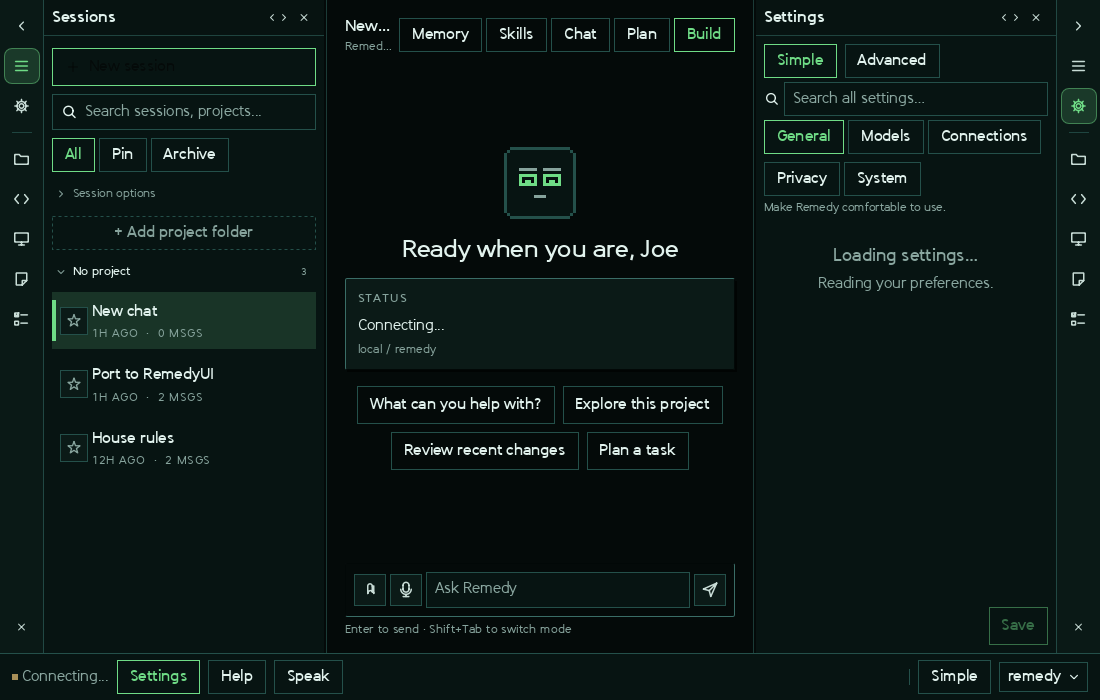 Sessions
+ New session
Search sessions, projects...
All
Pin
Archive
Session options
+ Add project folder
No project
3
New chat
1H AGO · 0 MSGS
Port to RemedyUI
1H AGO · 2 MSGS
House rules
12H AGO · 2 MSGS
New...
Remed...
Memory
Skills
Chat
Plan
Build
Ready when you are, Joe
STATUS
Connecting...
local / remedy
What can you help with?
Explore this project
Review recent changes
Plan a task
Ask Remedy
Enter to send · Shift+Tab to switch mode
Settings
Simple
Advanced
Search all settings...
General
Models
Connections
Privacy
System
Make Remedy comfortable to use.
Loading settings...
Reading your preferences.
Save
Connecting...
Settings
Help
Speak
Simple
remedy